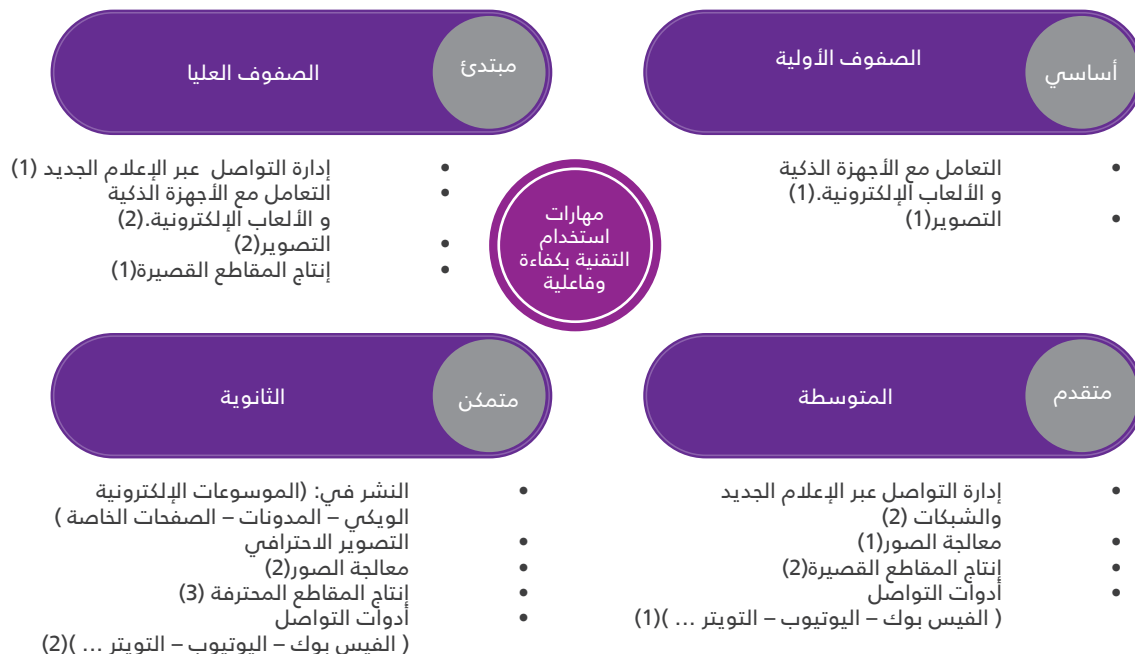 أساسي
الصفوف الأولية
التعامل مع الأجهزة الذكية
و الألعاب الإلكترونية.(1)
التصوير(1)
مبتدئ
الصفوف العليا
إدارة التواصل عبر الإعلام الجديد (1)
التعامل مع الأجهزة الذكية
و الألعاب الإلكترونية.(2)
التصوير(2)
إنتاج المقاطع القصيرة(1)
مهارات
استخدام
التقنية بكفاءة
وفاعلية
متقدم
المتوسطة
إدارة التواصل عبر الإعلام الجديد
والشبكات (2)
معالجة الصور(1)
إنتاج المقاطع القصيرة(2)
أدوات التواصل
( الفيس بوك – اليوتيوب – التويتر ... )(1)
متمكن
الثانوية
النشر في: (الموسوعات الإلكترونية
الويكي – المدونات – الصفحات الخاصة )
التصوير الاحترافي
معالجة الصور(2)
إنتاج المقاطع المحترفة (3)
أدوات التواصل
( الفيس بوك – اليوتيوب – التويتر ... )(2)